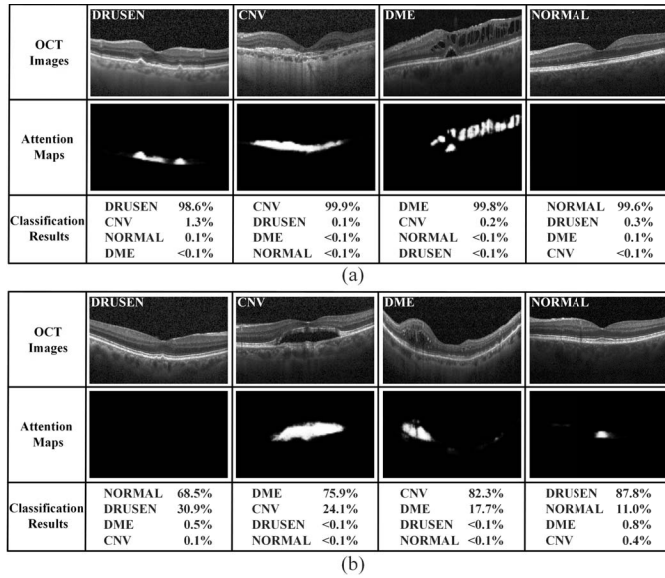 DRUSEN CNV DME NORMAL
OCT
Images
Attention
Maps
Classification
Results
DRUSEN 98.6% CNV 99.9% DME 99.8% NORMAL 99.6%
CNV 1.3% DRUSEN 0.1% CNV 0.2% DRUSEN 0.3%
NORMAL 0.1% DME <0.1% NORMAL <0.1% DME 0.1%
DME <0.1% NORMAL <0.1% DRUSEN <0.1% CNV <0.1%
(a)
DRUSEN CNV DME NORMAL
OCT
Images
Attention
Maps
Classification
Results
NORMAL 68.5% DME 75.9% CNV 82.3% DRUSEN 87.8%
DRUSEN 30.9% CNV 24.1% DME 17.7% NORMAL 11.0%
DME 0.5% DRUSEN <0.1% DRUSEN <0.1% DME 0.8%
CNV 0.1% NORMAL <0.1% NORMAL <0.1% CNV 0.4%
(b)